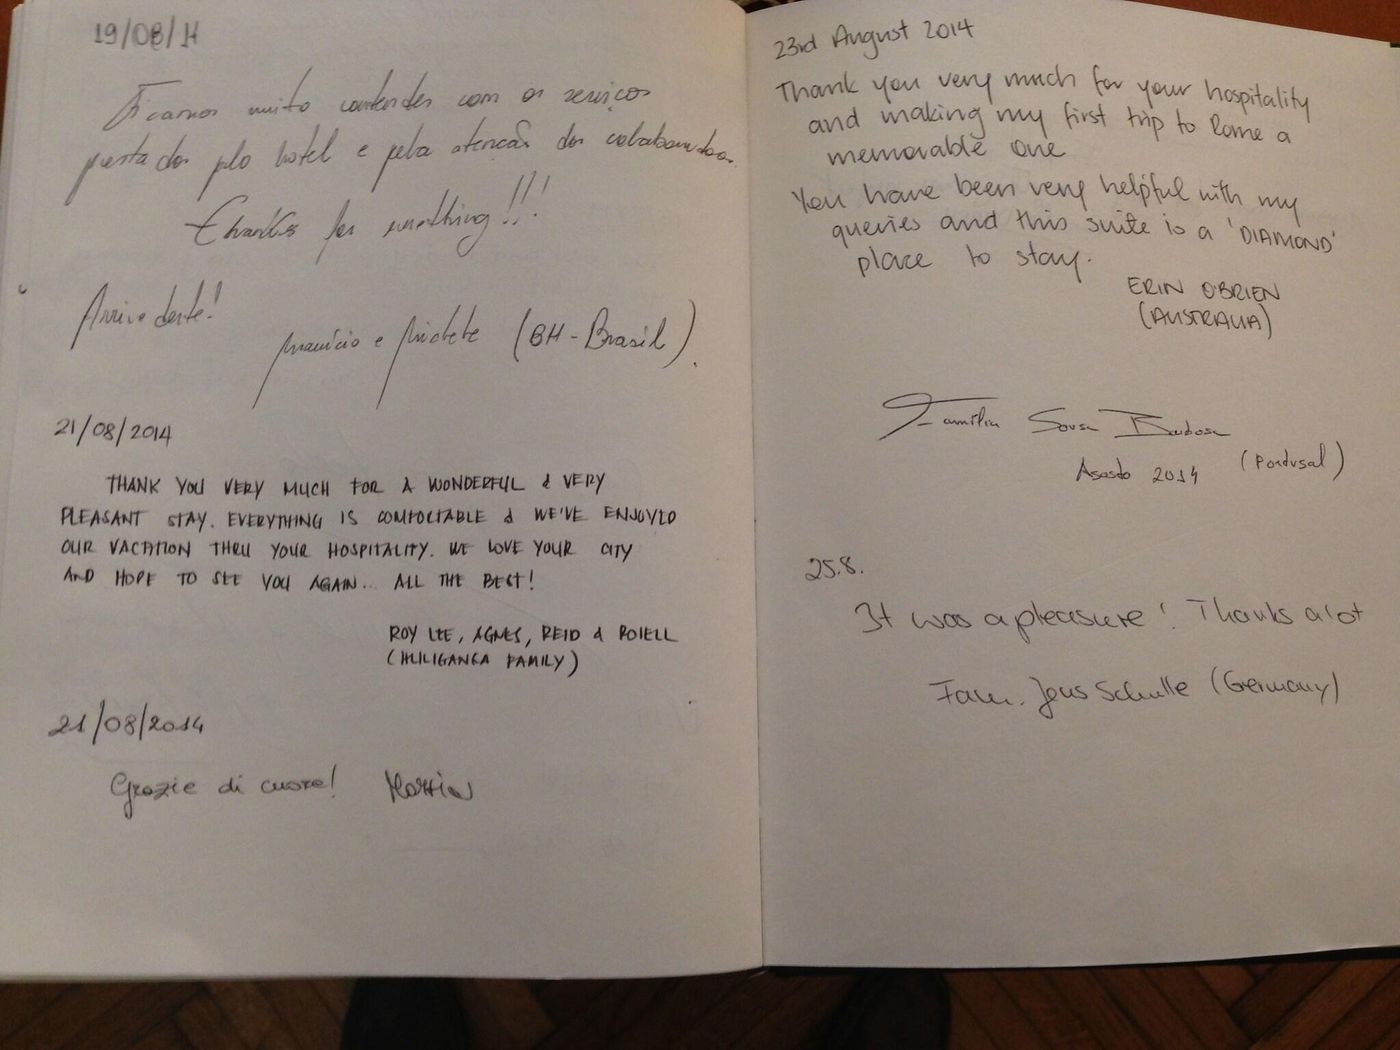 19/08/14
Ficamos muito contentes com os serviços
prestados plo hotel e pela atenção dos colaboradores.
Thanks for everything!!!
Arrivederte!
Mauricio e (BH-Brasil).
21/08/2014
THANK YOU VERY MUCH FOR A WONDERFUL & VERY
PLEASANT STAY. EVERYTHING IS COMFORTABLE & WE'VE ENJOYED
OUR VACATION THRU YOUR HOSPITALITY. WE LOVE YOUR CITY
AND HOPE TO SEE YOU AGAIN... ALL THE BEST!
ROY LEE, AGNES, REID &
FAMILY)
21/08/2014
Grazie di cuore!
23rd August 2014
Thank you very much for your hospitality
and making my first trip to Rome a
memorable one
You have been very helpful with my
queries and this suite is a 'DIAMOND'
place to stay.
ERIN O'BRIEN
(AUSTRALIA)
Família Sousa Barbosa
Agosto 2014 (Portugal)
25.8.
It was a pleasure! Thanks a lot
Fam. Jens Schulte (Germany)